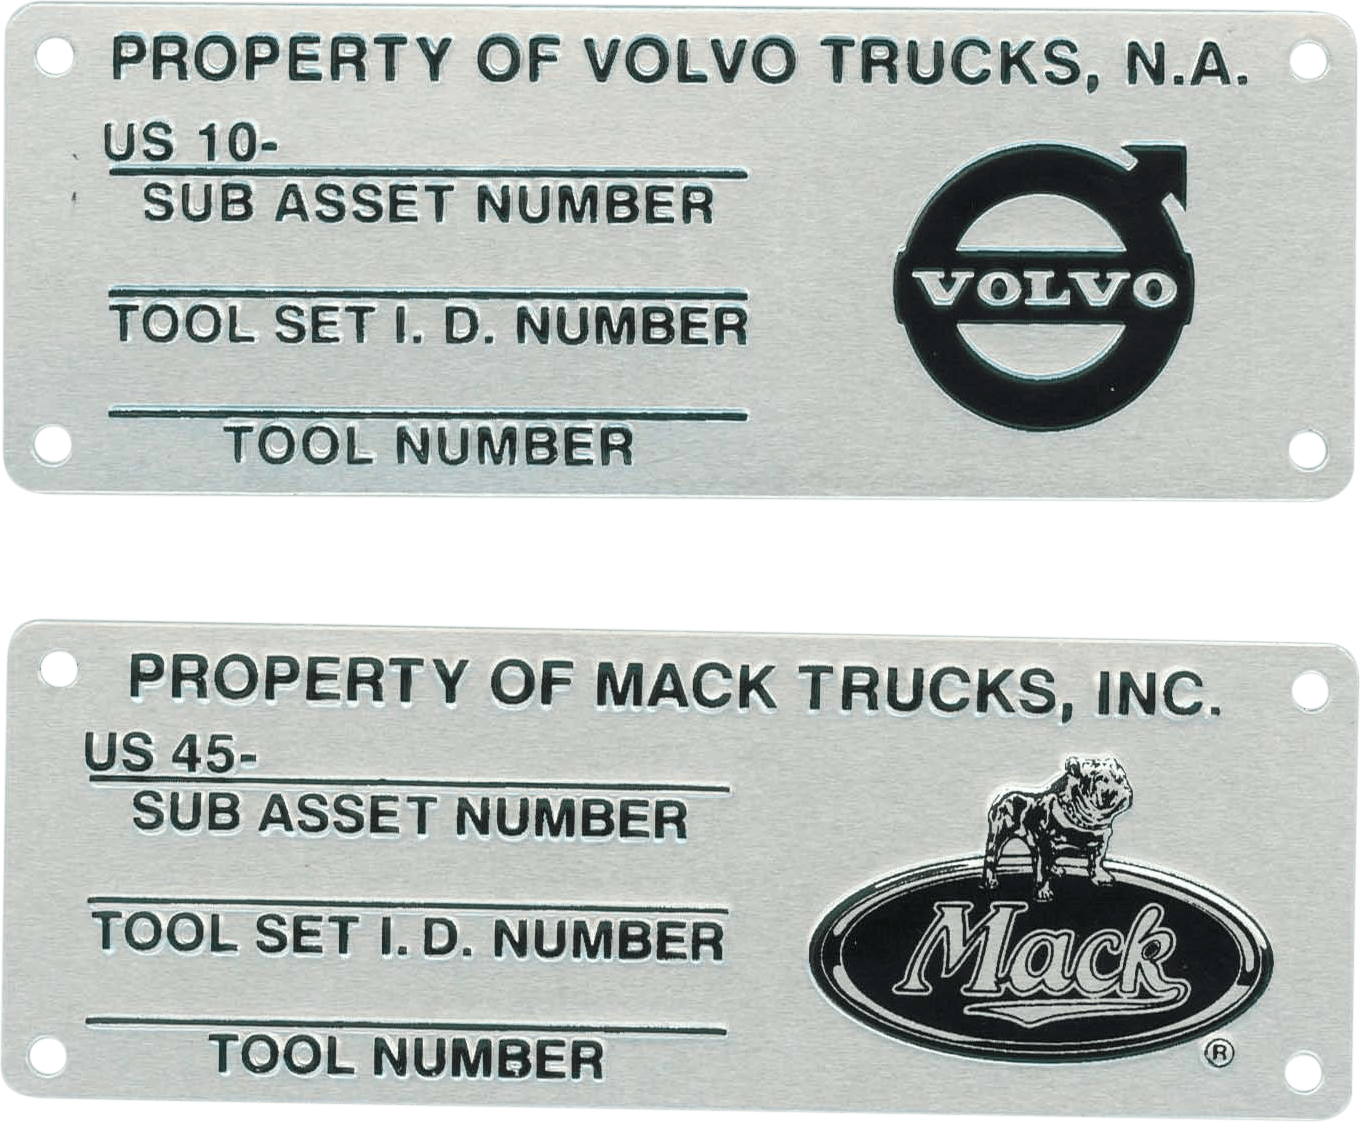 PROPERTY OF VOLVO TRUCKS, N.A.
US 10-
SUB ASSET NUMBER
TOOL SET I. D. NUMBER
TOOL NUMBER
VOLVO
PROPERTY OF MACK TRUCKS, INC.
US 45-
SUB ASSET NUMBER
TOOL SET I. D. NUMBER
TOOL NUMBER
Mack
®